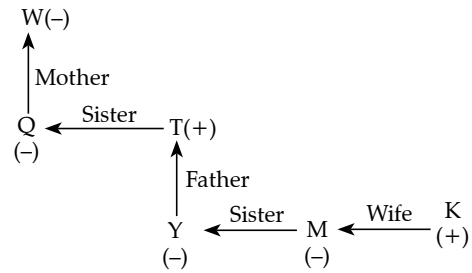 W(–)
Mother
Sister
Q T(+)
(–)
Father
Sister Wife
Y M K
(–) (–) (+)